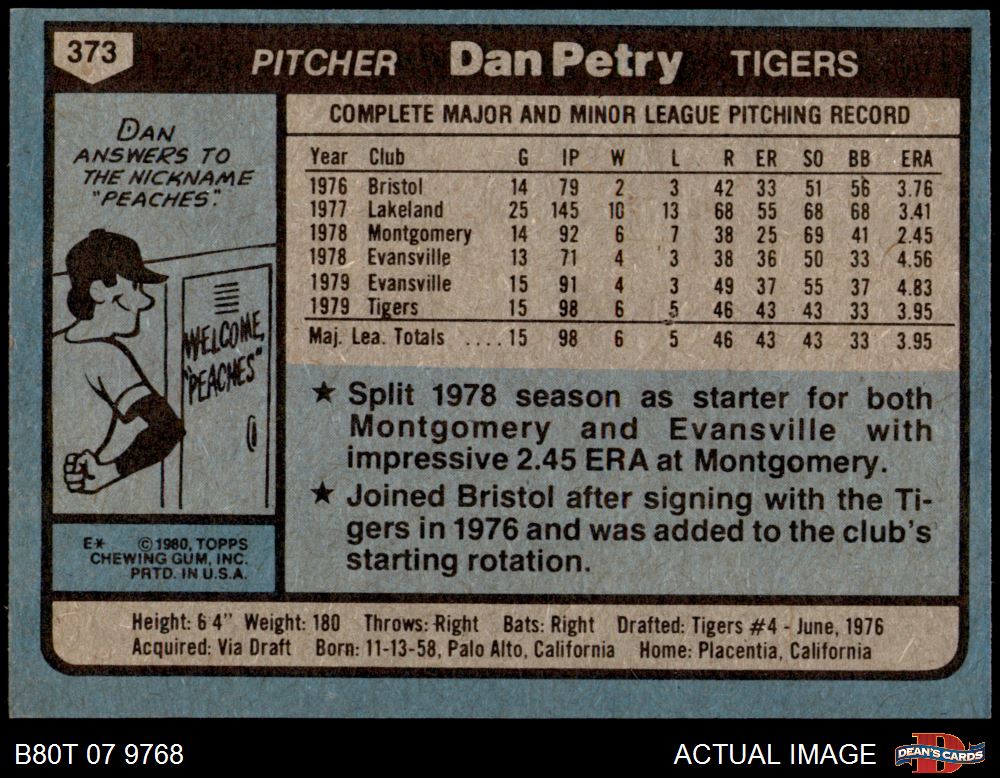 373
PITCHER Dan Petry TIGERS
DAN
ANSWERS TO
THE NICKNAME
"PEACHES".
WELCOME,
"PEACHES"
E* © 1980, TOPPS
CHEWING GUM, INC.
PRTD. IN U.S.A.
COMPLETE MAJOR AND MINOR LEAGUE PITCHING RECORD
Year Club G IP W L R ER SO BB ERA
1976 Bristol 14 79 2 3 42 33 51 56 3.76
1977 Lakeland 25 145 10 13 68 55 68 68 3.41
1978 Montgomery 14 92 6 7 38 25 69 41 2.45
1978 Evansville 13 71 4 3 38 36 50 33 4.56
1979 Evansville 15 91 4 3 49 37 55 37 4.83
1979 Tigers 15 98 6 5 46 43 43 33 3.95
Maj. Lea. Totals ....15 98 6 5 46 43 43 33 3.95
★ Split 1978 season as starter for both
Montgomery and Evansville with
impressive 2.45 ERA at Montgomery.
★ Joined Bristol after signing with the Ti-
gers in 1976 and was added to the club's
starting rotation.
Height: 6 4" Weight: 180 Throws: Right Bats: Right Drafted: Tigers #4 - June, 1976
Acquired: Via Draft Born: 11-13-58, Palo Alto, California Home: Placentia, California
B80T 07 9768 ACTUAL IMAGE
DEAN'S CARDS